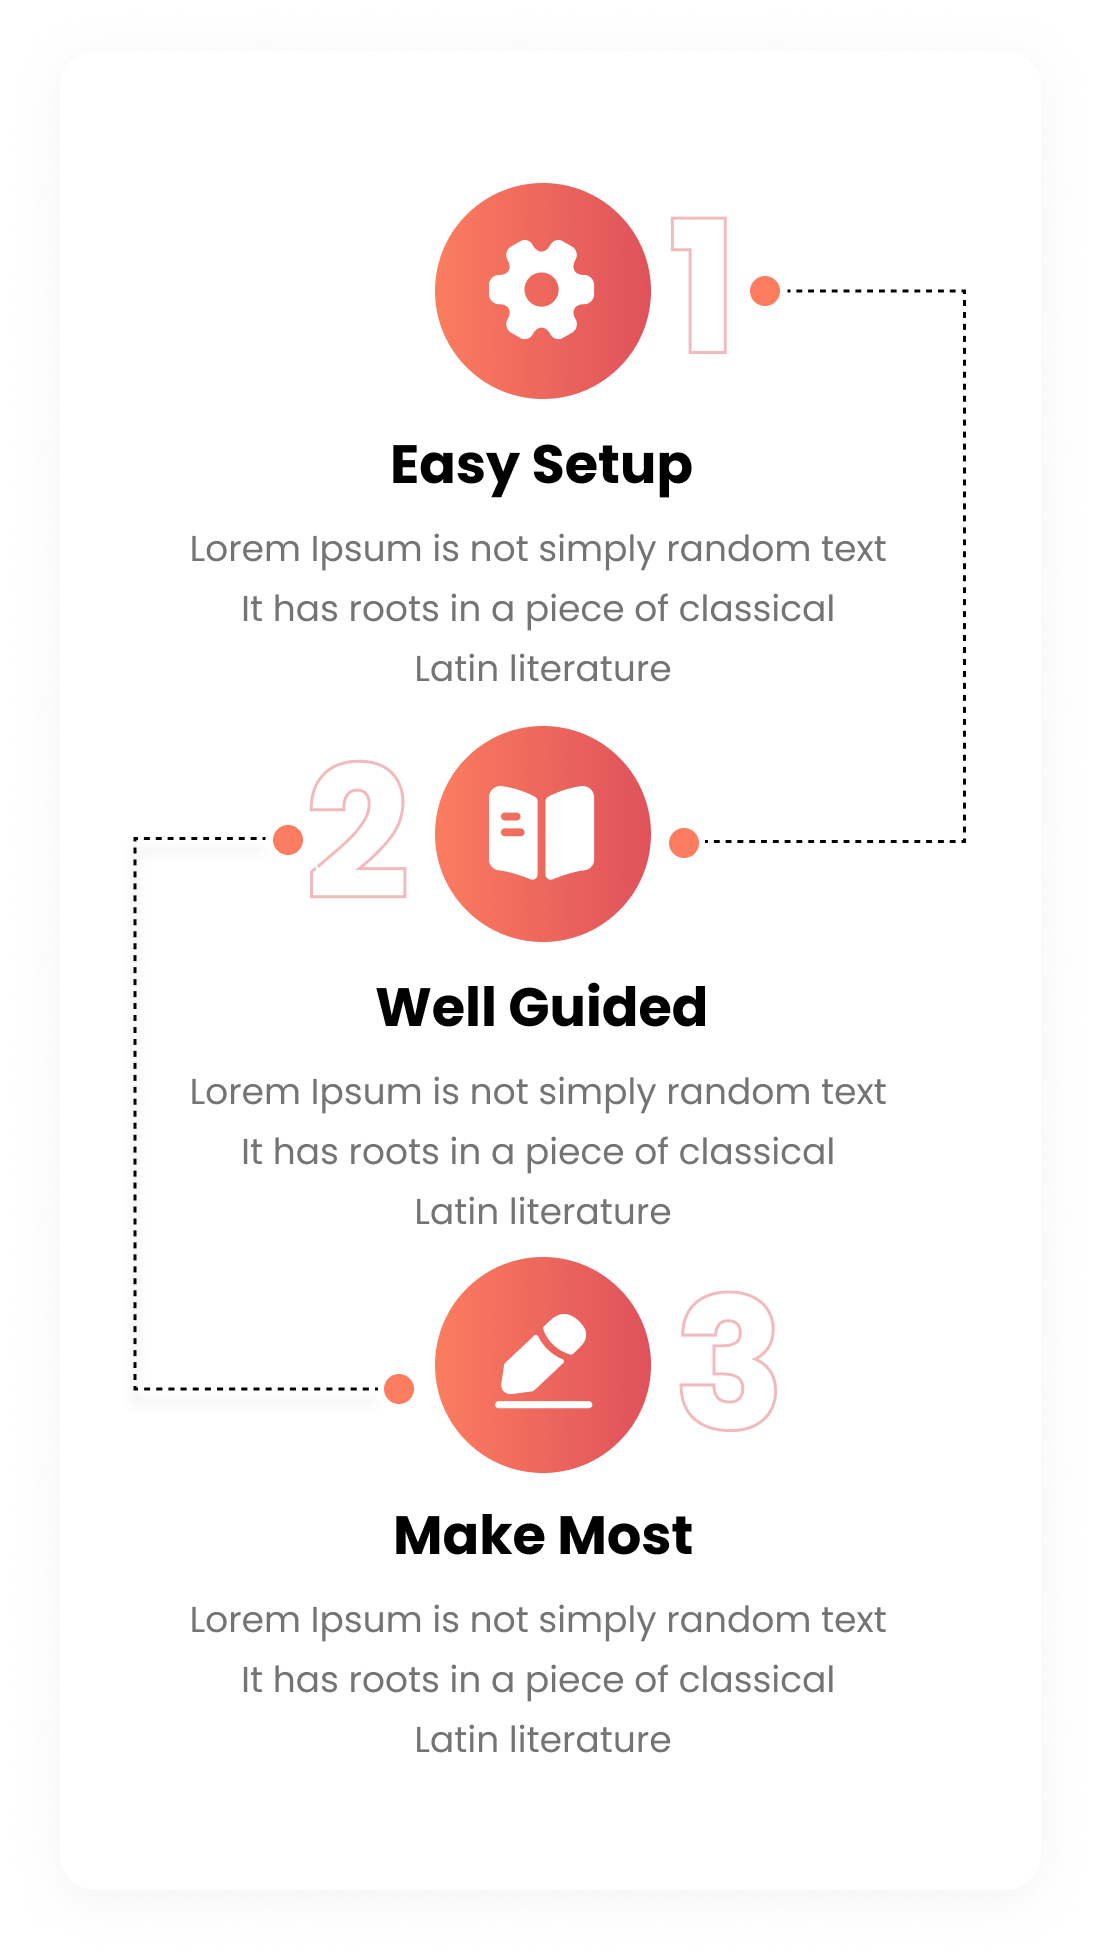 1
Easy Setup
Lorem Ipsum is not simply random text
It has roots in a piece of classical
Latin literature
2
Well Guided
Lorem Ipsum is not simply random text
It has roots in a piece of classical
Latin literature
3
Make Most
Lorem Ipsum is not simply random text
It has roots in a piece of classical
Latin literature